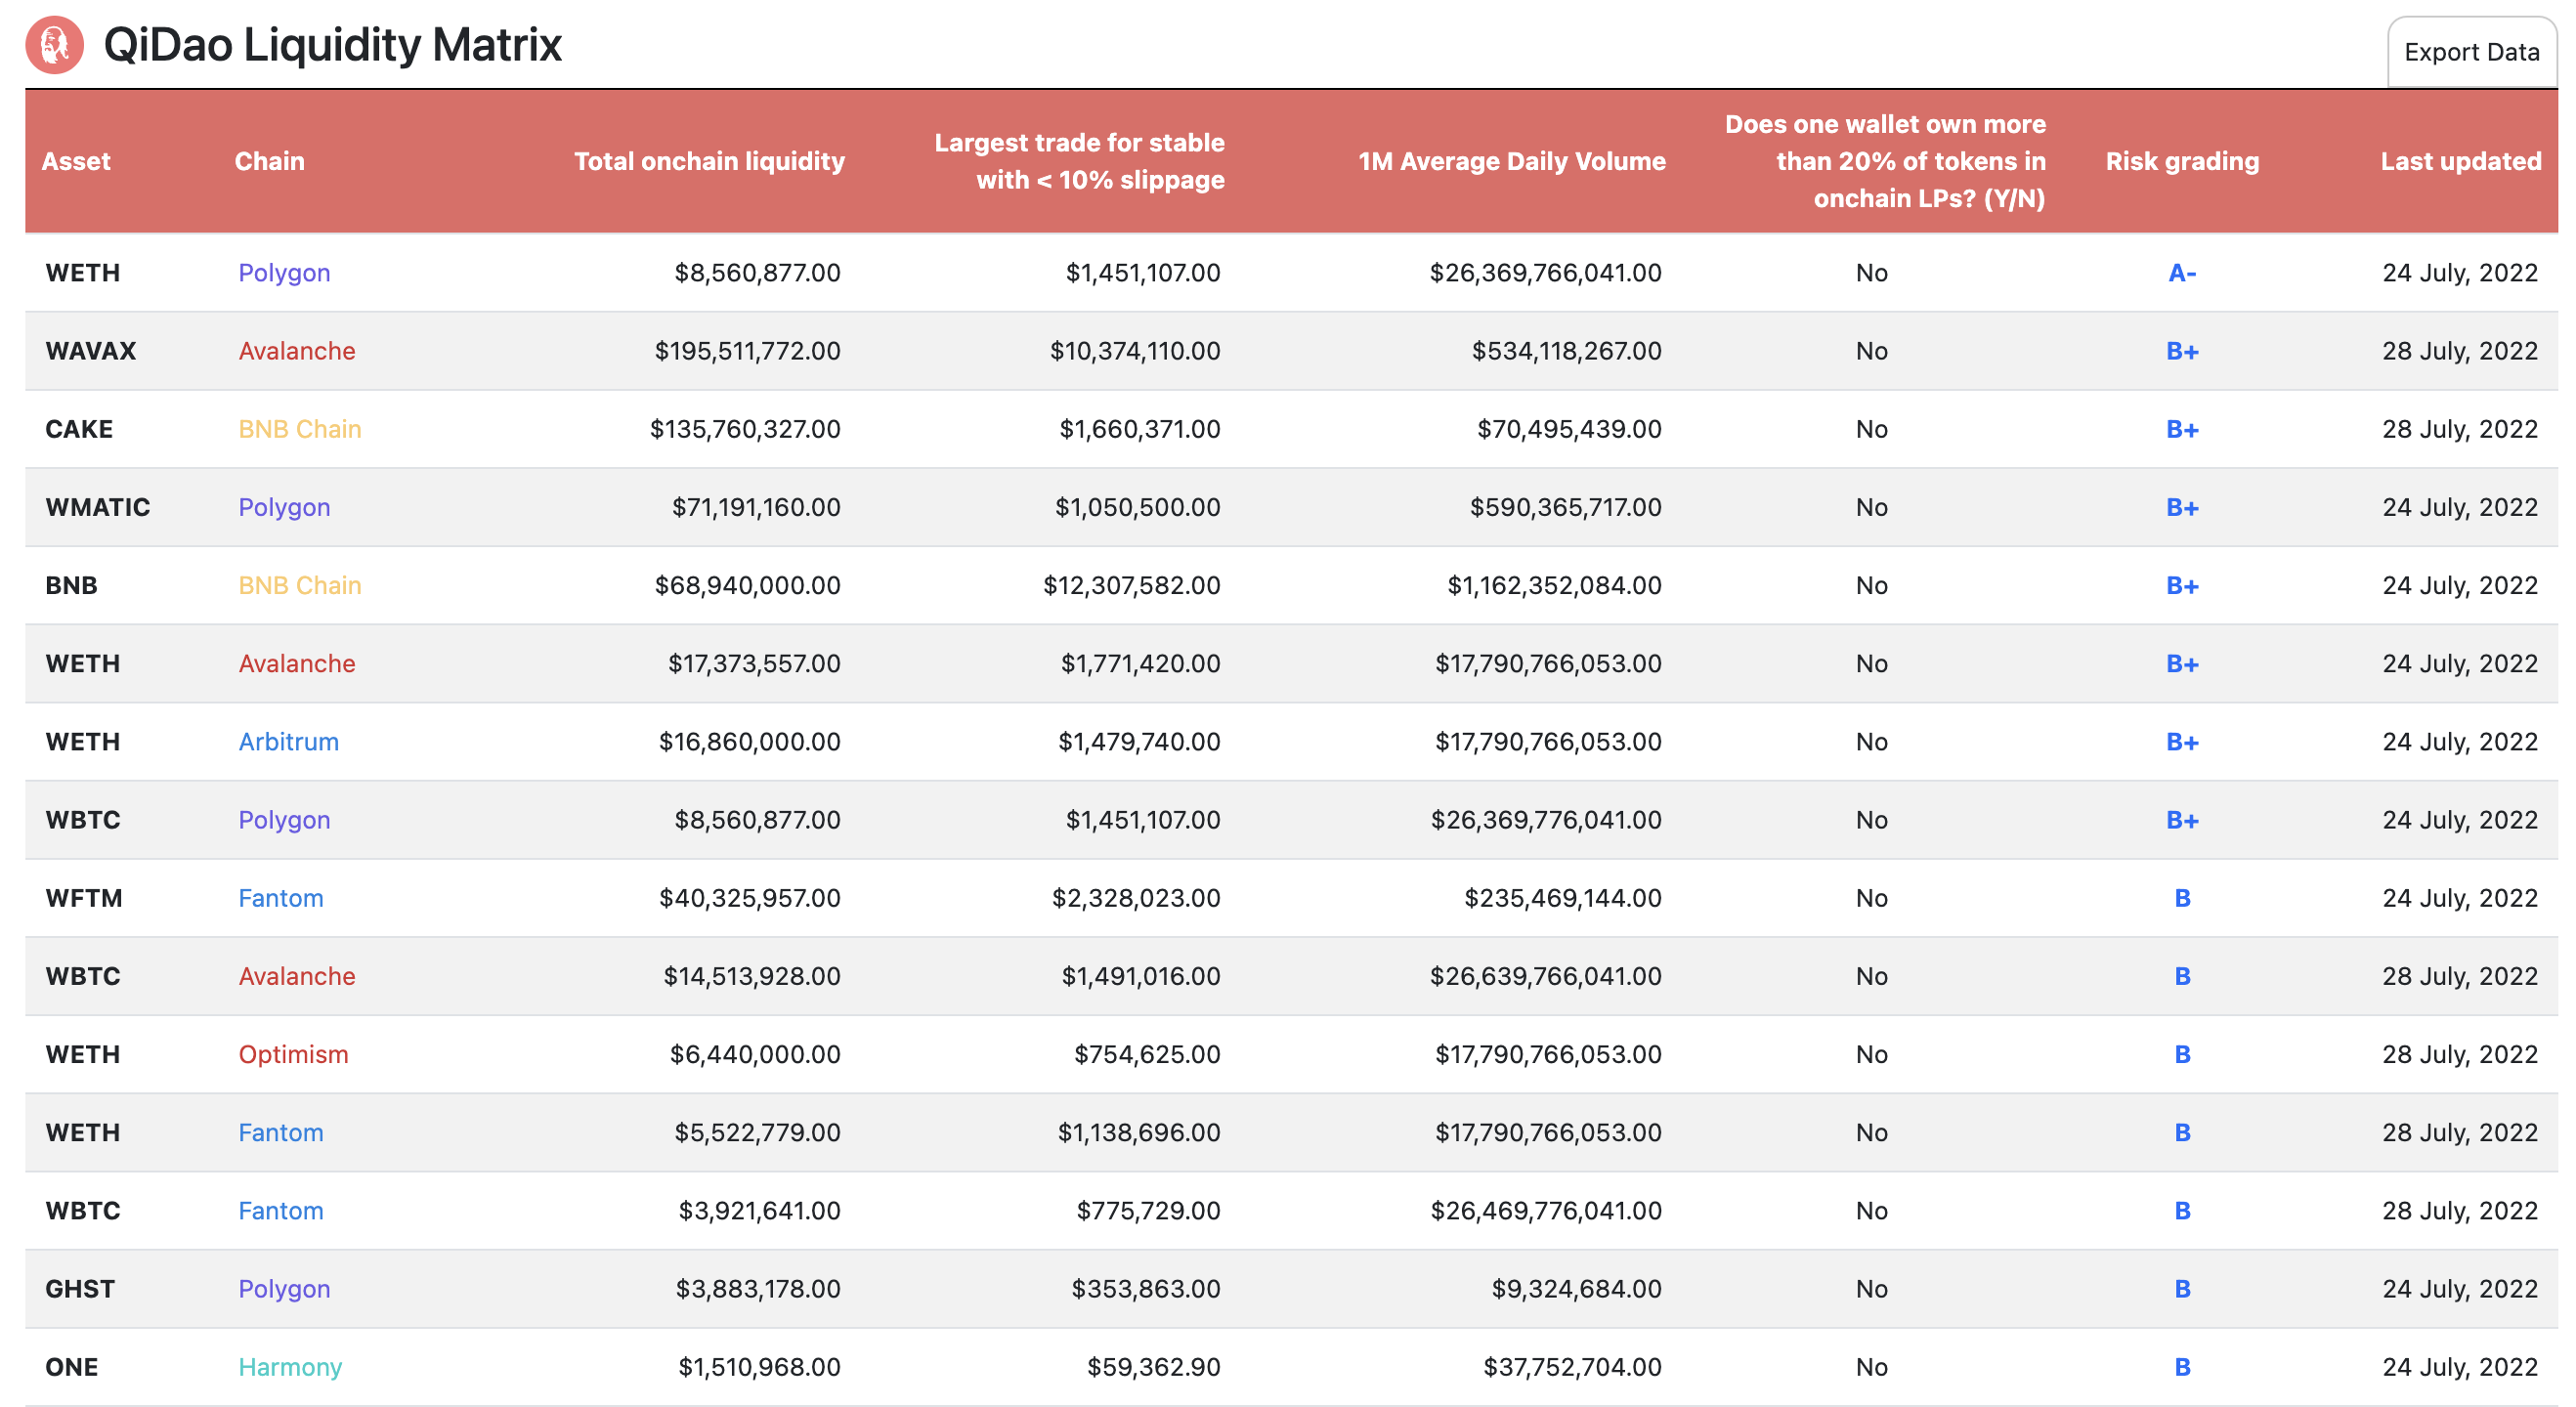 QiDao Liquidity Matrix
Export Data
Asset Chain Total onchain liquidity Largest trade for stable with < 10% slippage 1M Average Daily Volume Does one wallet own more than 20% of tokens in onchain LPs? (Y/N) Risk grading Last updated
WETH Polygon $8,560,877.00 $1,451,107.00 $26,369,766,041.00 No A- 24 July, 2022
WAVAX Avalanche $195,511,772.00 $10,374,110.00 $534,118,267.00 No B+ 28 July, 2022
CAKE BNB Chain $135,760,327.00 $1,660,371.00 $70,495,439.00 No B+ 28 July, 2022
WMATIC Polygon $71,191,160.00 $1,050,500.00 $590,365,717.00 No B+ 24 July, 2022
BNB BNB Chain $68,940,000.00 $12,307,582.00 $1,162,352,084.00 No B+ 24 July, 2022
WETH Avalanche $17,373,557.00 $1,771,420.00 $17,790,766,053.00 No B+ 24 July, 2022
WETH Arbitrum $16,860,000.00 $1,479,740.00 $17,790,766,053.00 No B+ 24 July, 2022
WBTC Polygon $8,560,877.00 $1,451,107.00 $26,369,776,041.00 No B+ 24 July, 2022
WFTM Fantom $40,325,957.00 $2,328,023.00 $235,469,144.00 No B 24 July, 2022
WBTC Avalanche $14,513,928.00 $1,491,016.00 $26,639,766,041.00 No B 28 July, 2022
WETH Optimism $6,440,000.00 $754,625.00 $17,790,766,053.00 No B 28 July, 2022
WETH Fantom $5,522,779.00 $1,138,696.00 $17,790,766,053.00 No B 28 July, 2022
WBTC Fantom $3,921,641.00 $775,729.00 $26,469,776,041.00 No B 28 July, 2022
GHST Polygon $3,883,178.00 $353,863.00 $9,324,684.00 No B 24 July, 2022
ONE Harmony $1,510,968.00 $59,362.90 $37,752,704.00 No B 24 July, 2022